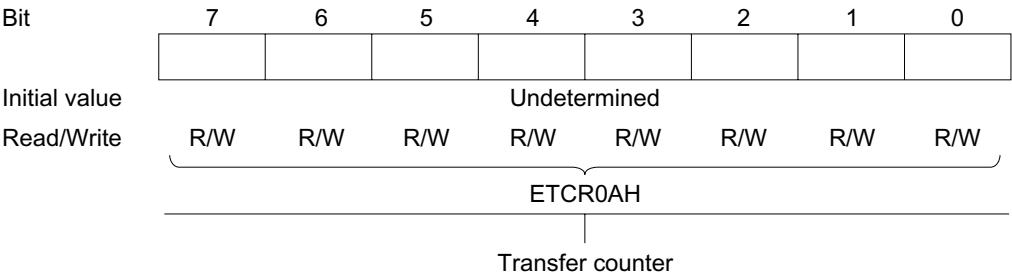 Bit 7 6 5 4 3 2 1 0
Initial value Undetermined
Read/Write R/W R/W R/W R/W R/W R/W R/W R/W
ETCR0AH
Transfer counter